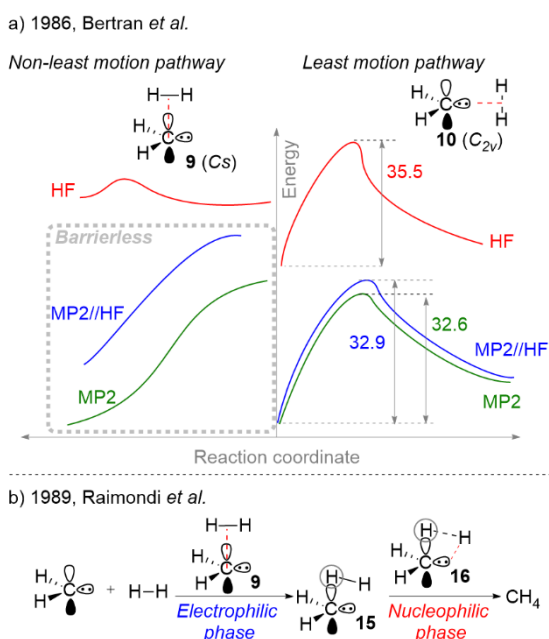 a) 1986, Bertran et al.
Non-least motion pathway
Least motion pathway
H—H
H
C
H
9 (Cs)
H
C
H
H
H
10 (C2v)
Energy
HF
35.5
HF
Barrierless
MP2//HF
MP2
32.9
32.6
MP2//HF
MP2
Reaction coordinate
b) 1989, Raimondi et al.
H
C
H
+ H–H
H—H
H
C
H
9
Electrophilic
phase
H
H
H
C
H
15
H
H
H
C
H
16
Nucleophilic
phase
CH4